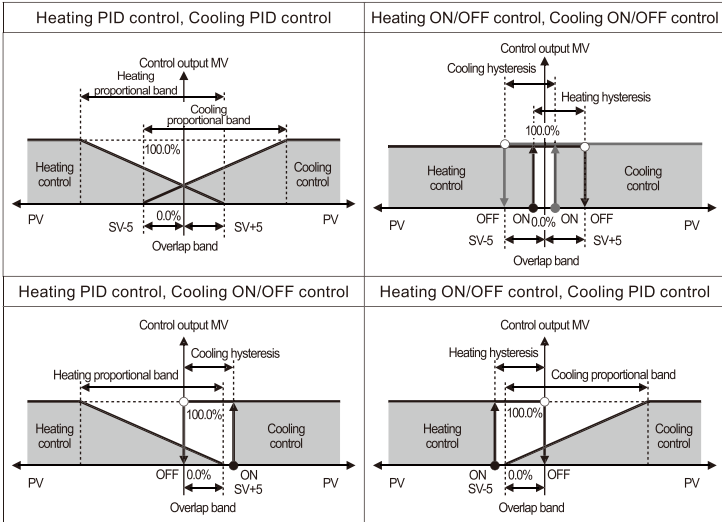 Heating PID control, Cooling PID control
Control output MV
Heating
proportional band
Cooling
proportional band
100.0%
Heating
control
Cooling
control
PV
0.0%
PV
SV-5
SV+5
Overlap band
Heating ON/OFF control, Cooling ON/OFF control
Control output MV
Cooling hysteresis
Heating hysteresis
100.0%
Heating
control
Cooling
control
PV
OFF
ON
0.0%
ON
OFF
PV
SV-5
SV+5
Overlap band
Heating PID control, Cooling ON/OFF control
Control output MV
Cooling hysteresis
Heating proportional band
100.0%
Heating
control
Cooling
control
PV
OFF
0.0%
ON
PV
SV+5
Overlap band
Heating ON/OFF control, Cooling PID control
Control output MV
Heating hysteresis
Cooling proportional band
100.0%
Heating
control
Cooling
control
PV
ON
0.0%
OFF
PV
SV-5
Overlap band